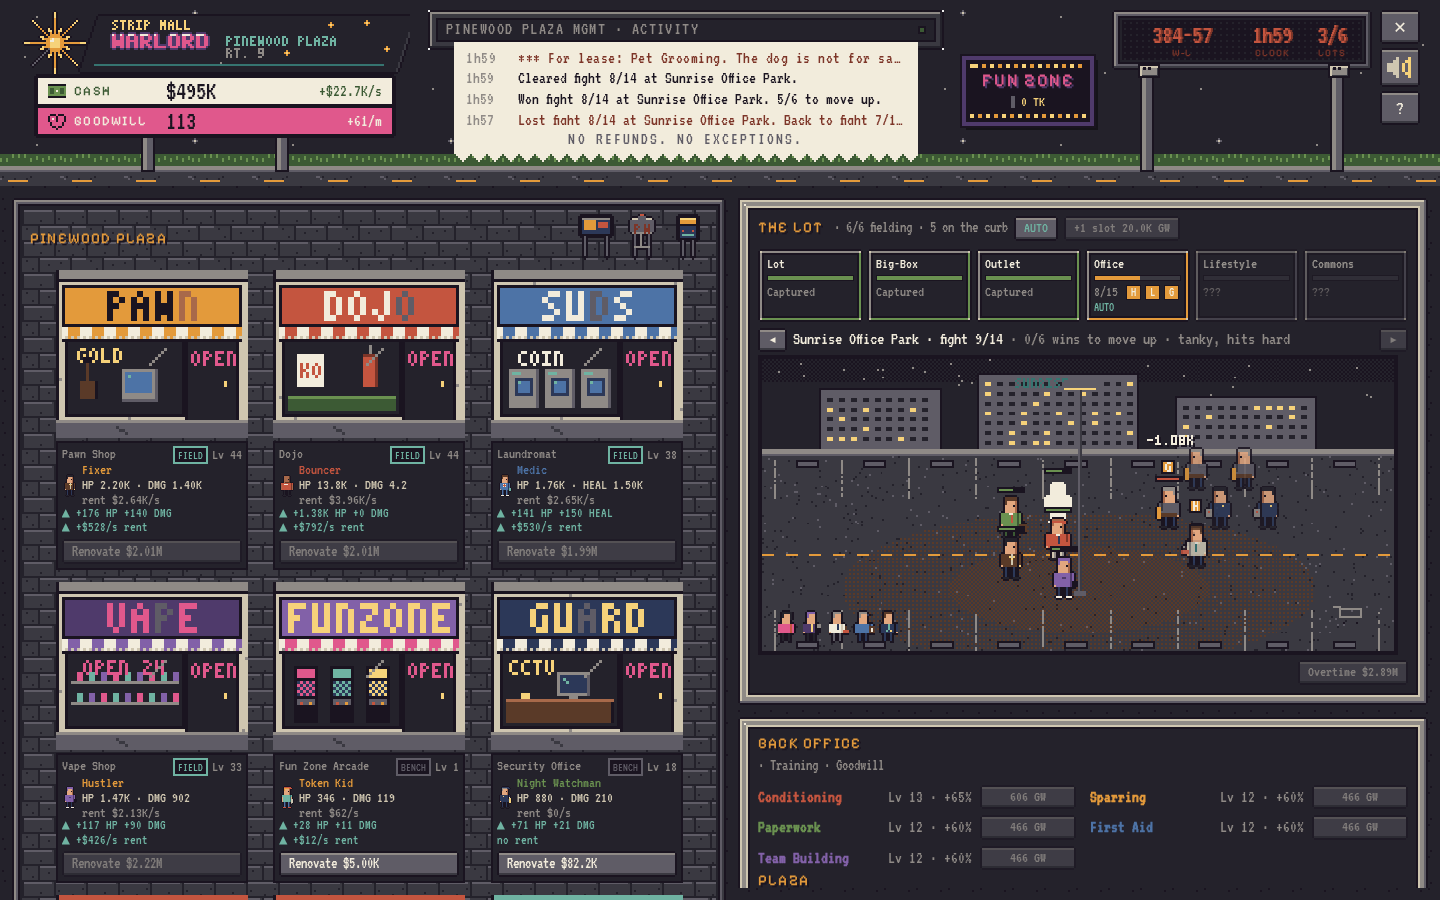 STRIP MALL
WARLORD
PINEWOOD PLAZA
RT. 9
CASH $495K +$22.7K/s
GOODWILL 113 +61/m
PINEWOOD PLAZA MGMT · ACTIVITY
1h59 *** For lease: Pet Grooming. The dog is not for sa…
1h59 Cleared fight 8/14 at Sunrise Office Park.
1h59 Won fight 8/14 at Sunrise Office Park. 5/6 to move up.
1h57 Lost fight 8/14 at Sunrise Office Park. Back to fight 7/1…
NO REFUNDS. NO EXCEPTIONS.
FUN ZONE
0 TK
384-57 1h59 3/6
W-L CLOCK LOTS
×
?
PINEWOOD PLAZA
PAWN
DOJO
SUDS
GOLD OPEN
KO OPEN
COIN OPEN
Pawn Shop FIELD Lv 44
Fixer
HP 2.20K · DMG 1.40K
rent $2.64K/s
▲ +176 HP +140 DMG
▲ +$528/s rent
Renovate $2.01M
Dojo FIELD Lv 44
Bouncer
HP 13.8K · DMG 4.2
rent $3.96K/s
▲ +1.38K HP +0 DMG
▲ +$792/s rent
Renovate $2.01M
Laundromat FIELD Lv 38
Medic
HP 1.76K · HEAL 1.50K
rent $2.65K/s
▲ +141 HP +150 HEAL
▲ +$530/s rent
Renovate $1.99M
VAPE
FUNZONE
GUARD
OPEN 24 OPEN
OPEN
CCTV OPEN
Vape Shop FIELD Lv 33
Hustler
HP 1.47K · DMG 902
rent $2.13K/s
▲ +117 HP +90 DMG
▲ +$426/s rent
Renovate $2.22M
Fun Zone Arcade BENCH Lv 1
Token Kid
HP 346 · DMG 119
rent $62/s
▲ +28 HP +11 DMG
▲ +$12/s rent
Renovate $5.00K
Security Office BENCH Lv 18
Night Watchman
HP 880 · DMG 210
rent $0/s
▲ +71 HP +21 DMG
no rent
Renovate $82.2K
THE LOT · 6/6 fielding · 5 on the curb AUTO +1 slot 20.0K GW
Lot
Captured
Big-Box
Captured
Outlet
Captured
Office
8/15 H L G
AUTO
Lifestyle
???
Commons
???
◄ Sunrise Office Park · fight 9/14 · 0/6 wins to move up · tanky, hits hard ►
-1.08K
G
H
Overtime $2.89M
BACK OFFICE
· Training · Goodwill
Conditioning Lv 13 · +65% 606 GW
Sparring Lv 12 · +60% 466 GW
Paperwork Lv 12 · +60% 466 GW
First Aid Lv 12 · +60% 466 GW
Team Building Lv 12 · +60% 466 GW
PLAZA